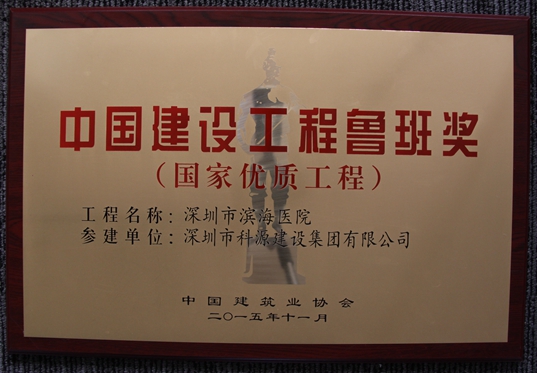 中国建设工程鲁班奖
(国家优质工程)
工程名称:深圳市滨海医院
参建单位:深圳市科源建设集团有限公司
中国建筑业协会
二〇一五年十一月